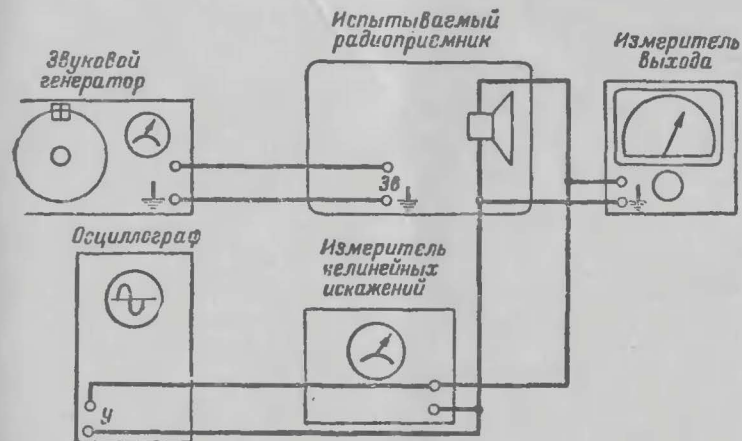 Испытываемый
радиоприемник
Звуковой
генератор
Измеритель
выхода
Зв
Осциллограф
Измеритель
нелинейных
искажений
У